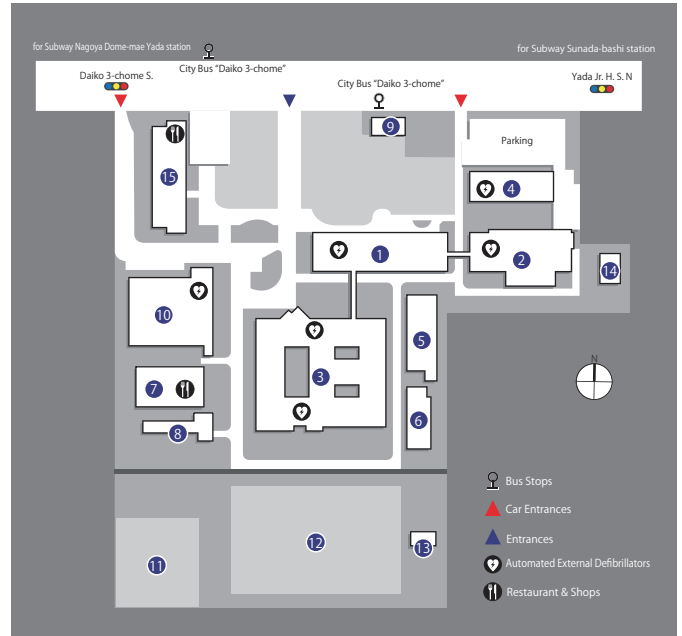 for Subway Nagoya Dome-mae Yada station
for Subway Sunada-bashi station
City Bus “Daiko 3-chome”
Daiko 3-chome S.
City Bus “Daiko 3-chome”
Yada Jr. H. S. N
9
Parking
15
4
1
2
14
10
5
3
N
7
6
8
Bus Stops
Car Entrances
12
Entrances
13
11
Automated External Defibrillators
Restaurant & Shops